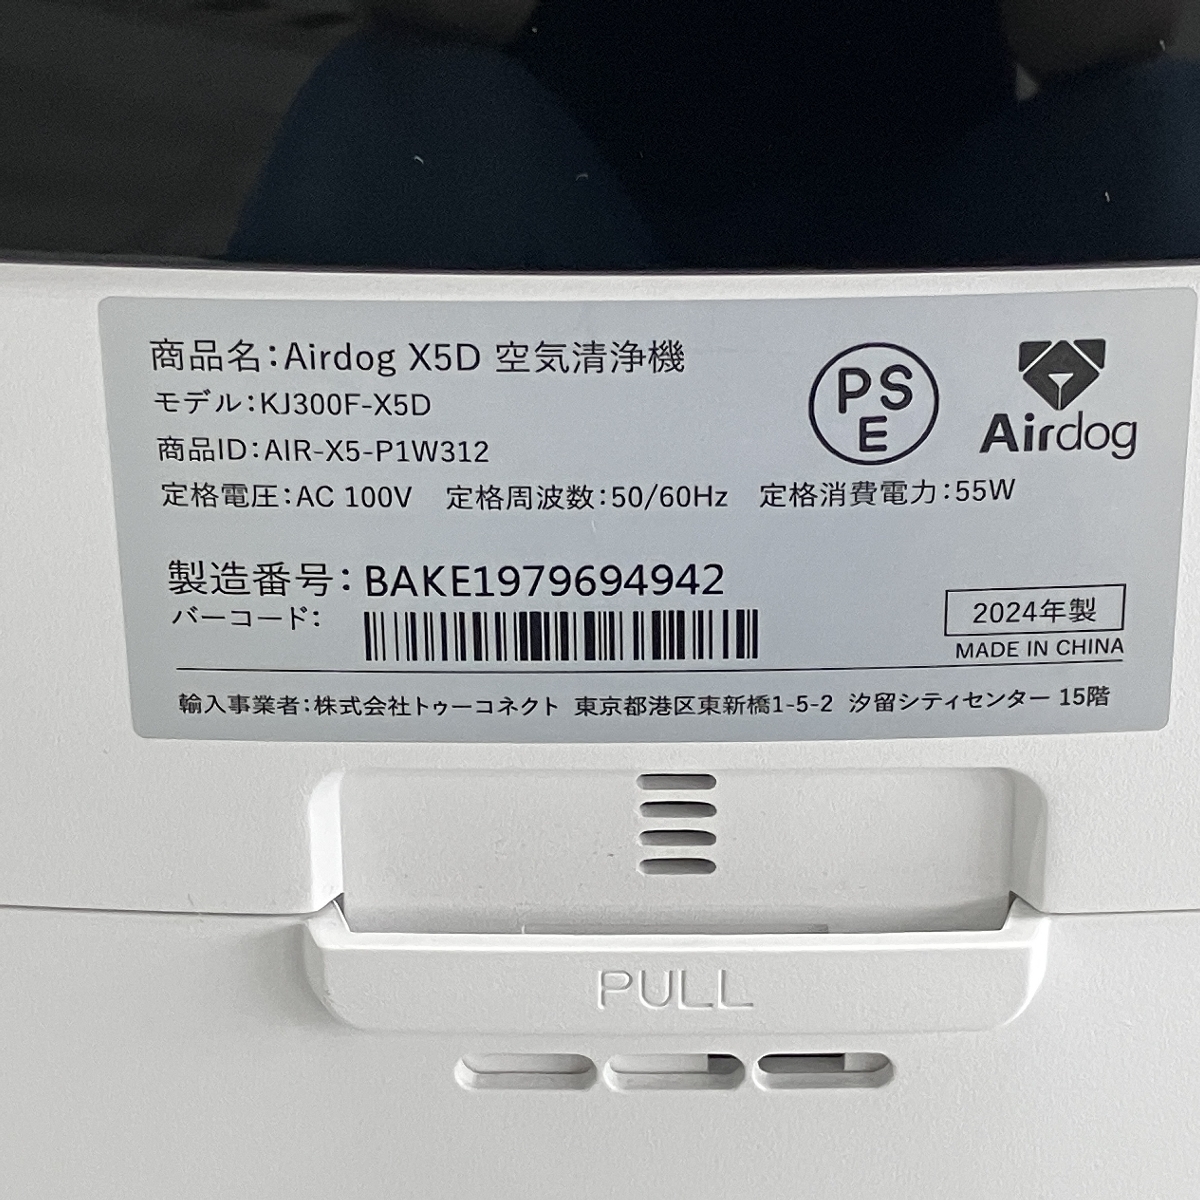 商品名：Airdog X5D 空気清浄機
モデル：KJ300F-X5D
商品ID：AIR-X5-P1W312
定格電圧：AC 100V 定格周波数：50/60Hz 定格消費電力：55W
PS
E
Airdog
製造番号：BAKE1979694942
バーコード：
2024年製
MADE IN CHINA
輸入事業者：株式会社トゥーコネクト 東京都港区東新橋1-5-2 汐留シティセンター 15階
PULL